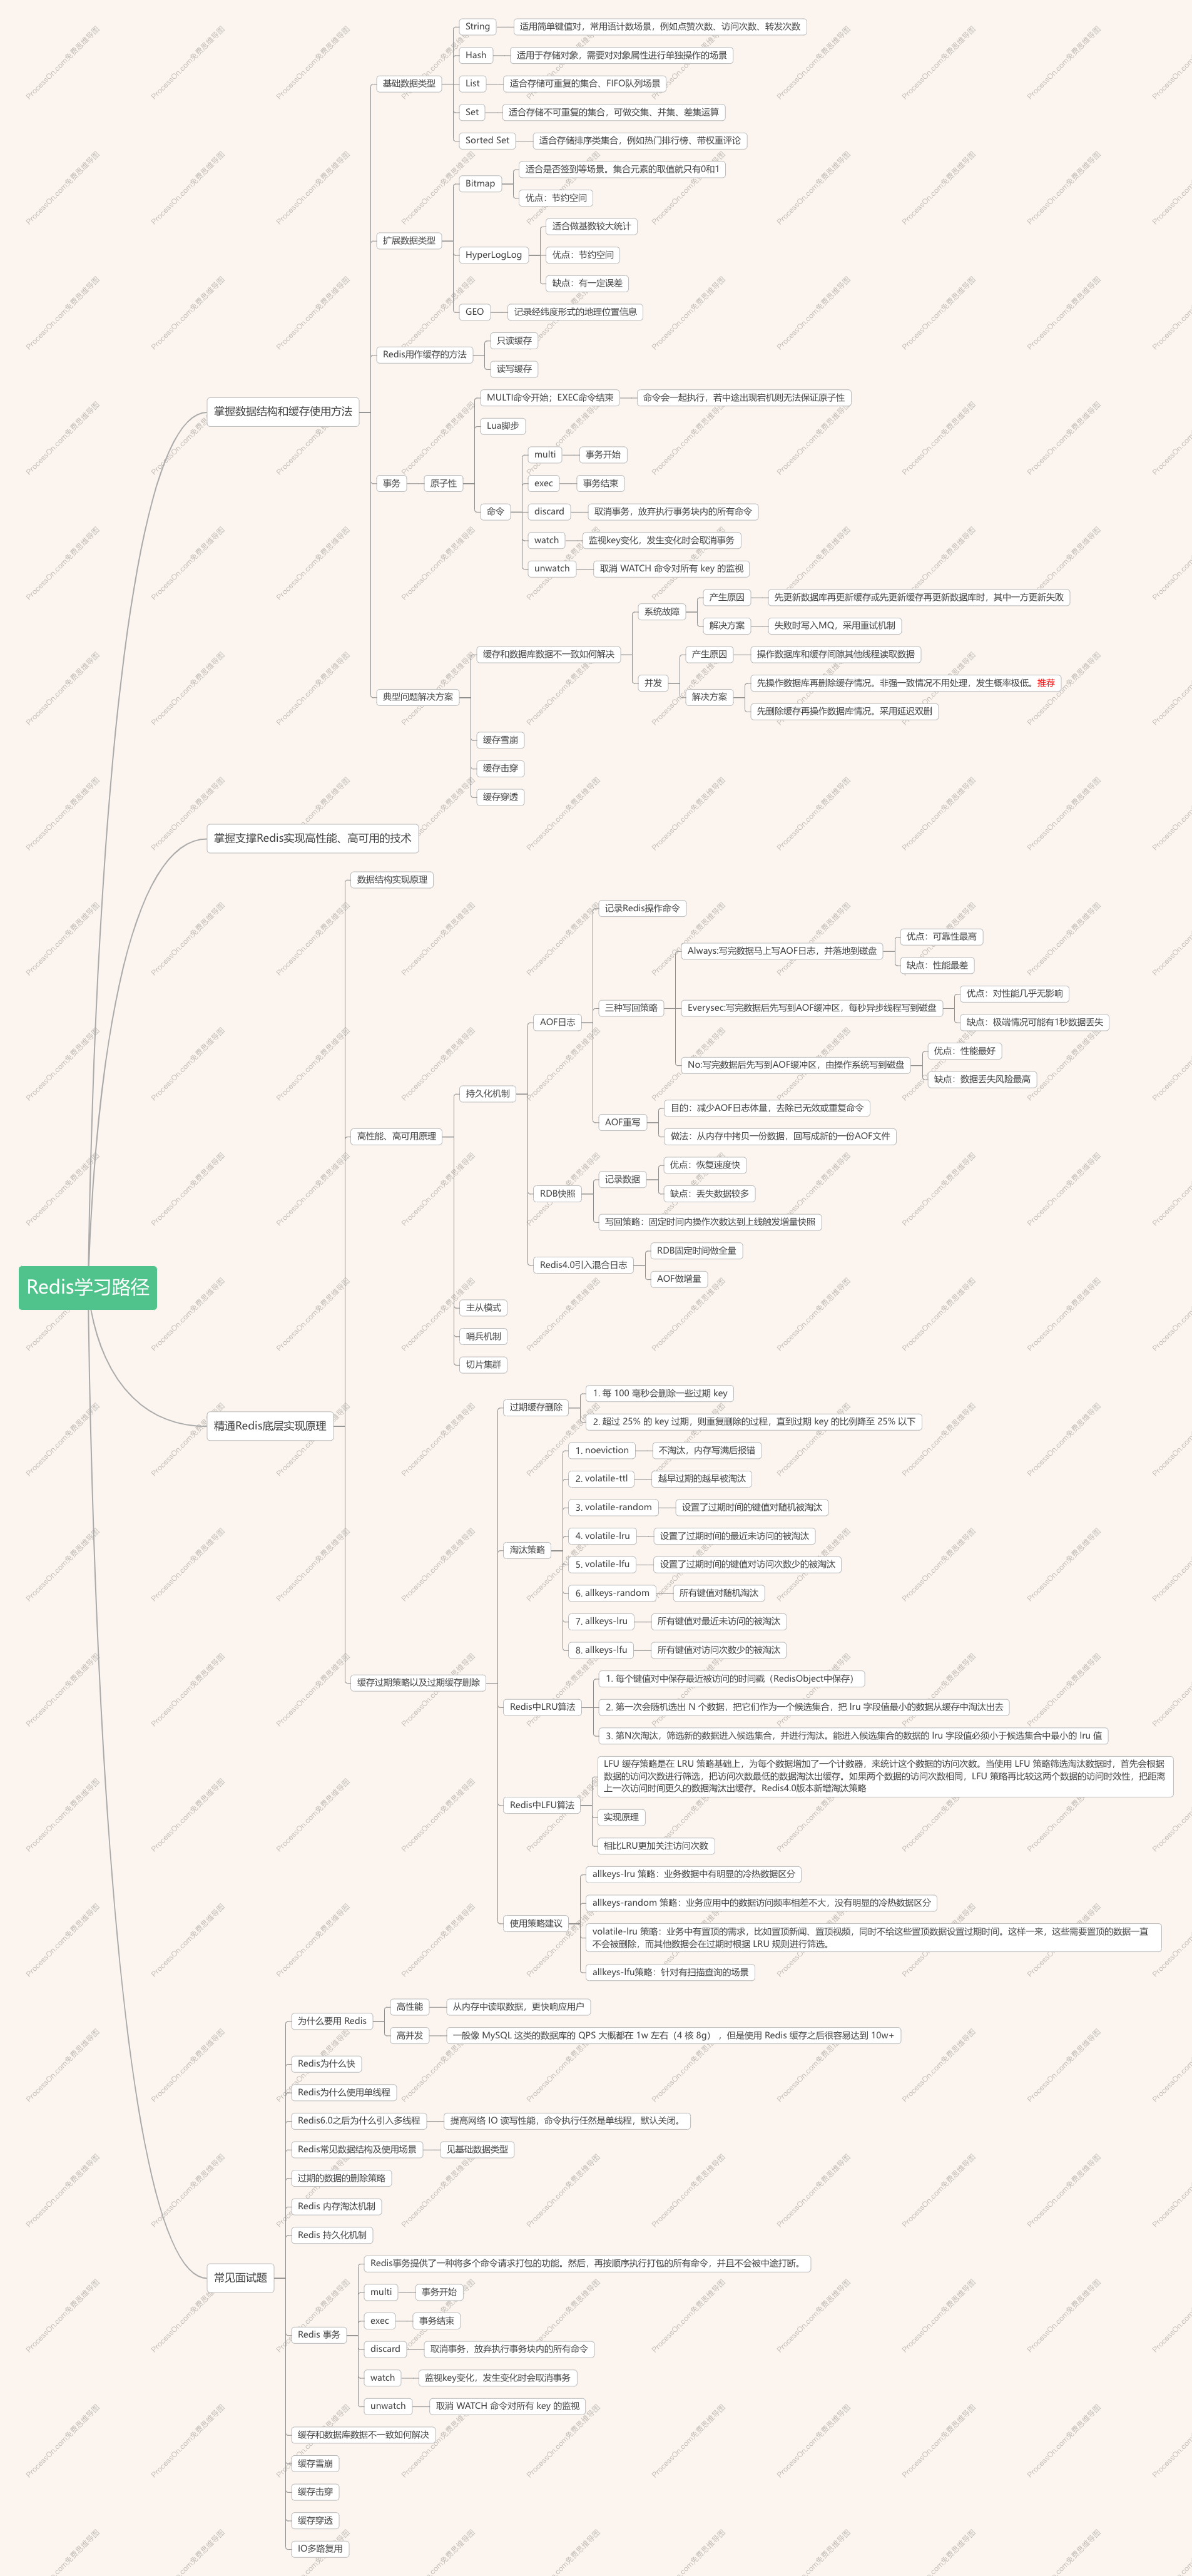 Redis学习路径
掌握数据结构和缓存使用方法
基础数据类型
String
适用简单键值对，常用语计数场景，例如点赞次数、访问次数、转发次数
Hash
适用于存储对象，需要对对象属性进行单独操作的场景
List
适合存储可重复的集合、FIFO队列场景
Set
适合存储不可重复的集合，可做交集、并集、差集运算
Sorted Set
适合存储排序类集合，例如热门排行榜、带权重评论
扩展数据类型
Bitmap
适合是否签到等场景。集合元素的取值就只有0和1
优点：节约空间
HyperLogLog
适合做基数较大统计
优点：节约空间
缺点：有一定误差
GEO
记录经纬度形式的地理位置信息
Redis用作缓存的方法
只读缓存
读写缓存
事务
原子性
MULTI命令开始；EXEC命令结束
命令会一起执行，若中途出现宕机则无法保证原子性
Lua脚步
命令
multi
事务开始
exec
事务结束
discard
取消事务，放弃执行事务块内的所有命令
watch
监视key变化，发生变化时会取消事务
unwatch
取消 WATCH 命令对所有 key 的监视
典型问题解决方案
缓存和数据库数据不一致如何解决
系统故障
产生原因
先更新数据库再更新缓存或先更新缓存再更新数据库时，其中一方更新失败
解决方案
失败时写入MQ，采用重试机制
并发
产生原因
操作数据库和缓存间隙其他线程读取数据
解决方案
先操作数据库再删除缓存情况。非强一致情况不用处理，发生概率极低。推荐
先删除缓存再操作数据库情况。采用延迟双删
缓存雪崩
缓存击穿
缓存穿透
掌握支撑Redis实现高性能、高可用的技术
精通Redis底层实现原理
数据结构实现原理
高性能、高可用原理
持久化机制
AOF日志
记录Redis操作命令
三种写回策略
Always:写完数据马上写AOF日志，并落地到磁盘
优点：可靠性最高
缺点：性能最差
Everysec:写完数据后先写到AOF缓冲区，每秒异步线程写到磁盘
优点：对性能几乎无影响
缺点：极端情况可能有1秒数据丢失
No:写完数据后先写到AOF缓冲区，由操作系统写到磁盘
优点：性能最好
缺点：数据丢失风险最高
AOF重写
目的：减少AOF日志体量，去除已无效或重复命令
做法：从内存中拷贝一份数据，回写成新的一份AOF文件
RDB快照
记录数据
优点：恢复速度快
缺点：丢失数据较多
写回策略：固定时间内操作次数达到上线触发增量快照
Redis4.0引入混合日志
RDB固定时间做全量
AOF做增量
主从模式
哨兵机制
切片集群
缓存过期策略以及过期缓存删除
过期缓存删除
1. 每 100 毫秒会删除一些过期 key
2. 超过 25% 的 key 过期，则重复删除的过程，直到过期 key 的比例降至 25% 以下
淘汰策略
1. noeviction
不淘汰，内存写满后报错
2. volatile-ttl
越早过期的越早被淘汰
3. volatile-random
设置了过期时间的键值对随机被淘汰
4. volatile-lru
设置了过期时间的最近未访问的被淘汰
5. volatile-lfu
设置了过期时间的键值对访问次数少的被淘汰
6. allkeys-random
所有键值对随机淘汰
7. allkeys-lru
所有键值对最近未访问的被淘汰
8. allkeys-lfu
所有键值对访问次数少的被淘汰
Redis中LRU算法
1. 每个键值对中保存最近被访问的时间戳（RedisObject中保存）
2. 第一次会随机选出 N 个数据，把它们作为一个候选集合，把 lru 字段值最小的数据从缓存中淘汰出去
3. 第N次淘汰，筛选新的数据进入候选集合，并进行淘汰。能进入候选集合的数据的 lru 字段值必须小于候选集合中最小的 lru 值
Redis中LFU算法
LFU 缓存策略是在 LRU 策略基础上，为每个数据增加了一个计数器，来统计这个数据的访问次数。当使用 LFU 策略筛选淘汰数据时，首先会根据
数据的访问次数进行筛选，把访问次数最低的数据淘汰出缓存。如果两个数据的访问次数相同，LFU 策略再比较这两个数据的访问时效性，把距离
上一次访问时间更久的数据淘汰出缓存。Redis4.0版本新增淘汰策略
实现原理
相比LRU更加关注访问次数
使用策略建议
allkeys-lru 策略：业务数据中有明显的冷热数据区分
allkeys-random 策略：业务应用中的数据访问频率相差不大，没有明显的冷热数据区分
volatile-lru 策略：业务中有置顶的需求，比如置顶新闻、置顶视频，同时不给这些置顶数据设置过期时间。这样一来，这些需要置顶的数据一直
不会被删除，而其他数据会在过期时根据 LRU 规则进行筛选。
allkeys-lfu策略：针对有扫描查询的场景
常见面试题
为什么要用 Redis
高性能
从内存中读取数据，更快响应用户
高并发
一般像 MySQL 这类的数据库的 QPS 大概都在 1w 左右（4 核 8g） ，但是使用 Redis 缓存之后很容易达到 10w+
Redis为什么快
Redis为什么使用单线程
Redis6.0之后为什么引入多线程
提高网络 IO 读写性能，命令执行任然是单线程，默认关闭。
Redis常见数据结构及使用场景
见基础数据类型
过期的数据的删除策略
Redis 内存淘汰机制
Redis 持久化机制
Redis 事务
Redis事务提供了一种将多个命令请求打包的功能。然后，再按顺序执行打包的所有命令，并且不会被中途打断。
multi
事务开始
exec
事务结束
discard
取消事务，放弃执行事务块内的所有命令
watch
监视key变化，发生变化时会取消事务
unwatch
取消 WATCH 命令对所有 key 的监视
缓存和数据库数据不一致如何解决
缓存雪崩
缓存击穿
缓存穿透
IO多路复用
ProcessOn.com免费思维导图